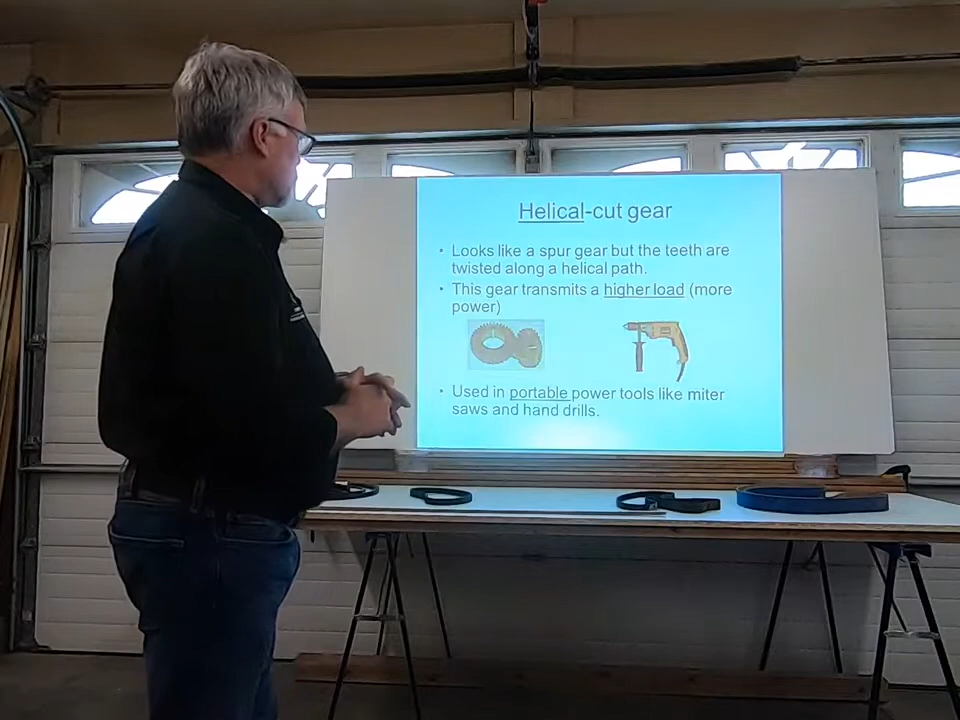 Helical-cut gear
• Looks like a spur gear but the teeth are
twisted along a helical path.
• This gear transmits a higher load (more
power)
• Used in portable power tools like miter
saws and hand drills.